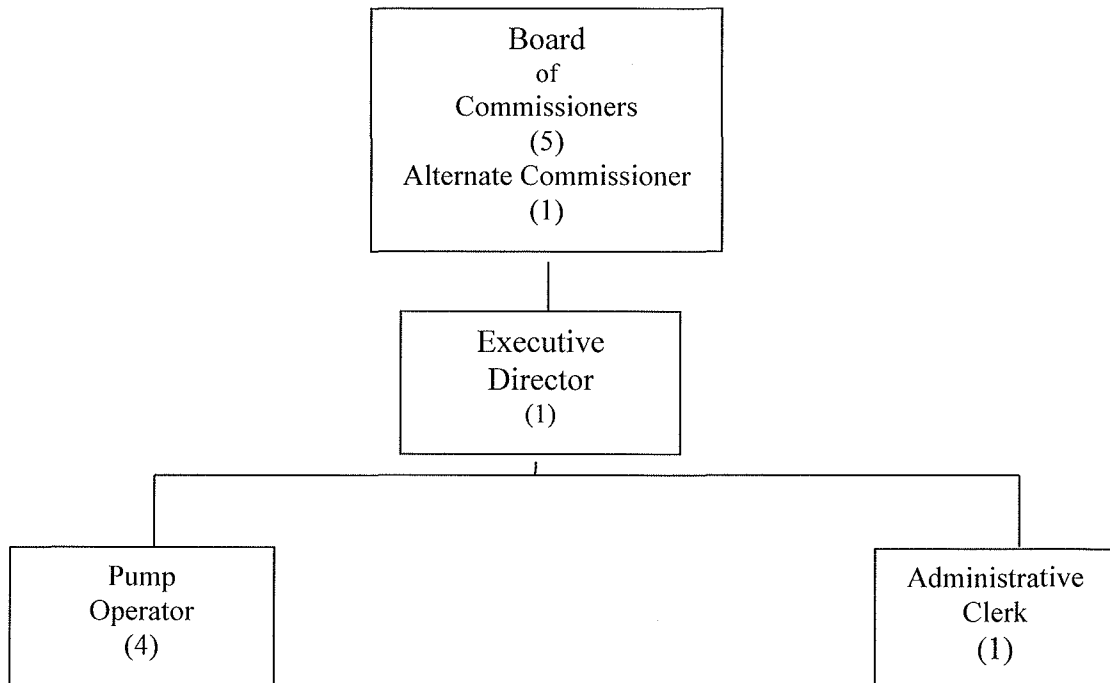 Board
of
Commissioners
(5)
Alternate Commissioner
(1)
Executive
Director
(1)
Pump
Operator
(4)
Administrative
Clerk
(1)